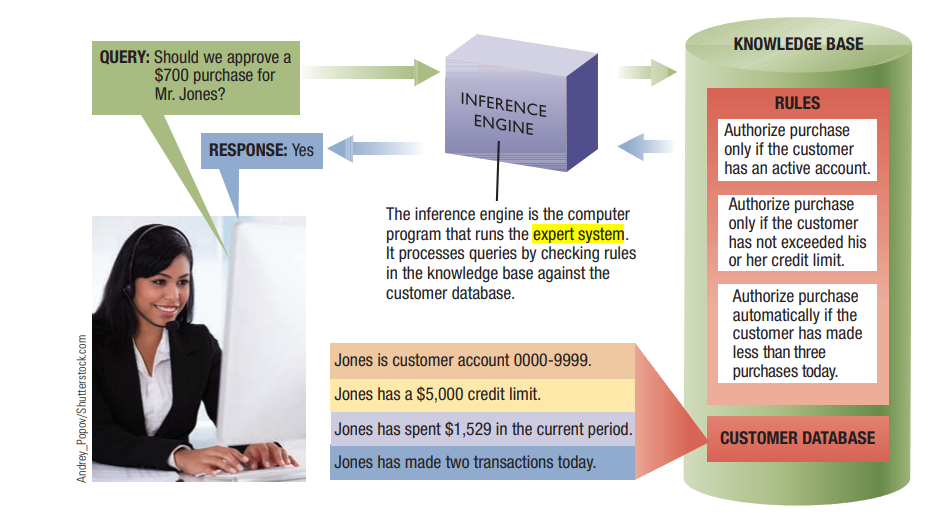 QUERY: Should we approve a
$700 purchase for
Mr. Jones?
RESPONSE: Yes
INFERENCE
ENGINE
The inference engine is the computer
program that runs the expert system.
It processes queries by checking rules
in the knowledge base against the
customer database.
KNOWLEDGE BASE
RULES
Authorize purchase
only if the customer
has an active account.
Authorize purchase
only if the customer
has not exceeded his
or her credit limit.
Authorize purchase
automatically if the
customer has made
less than three
purchases today.
CUSTOMER DATABASE
Jones is customer account 0000-9999.
Jones has a $5,000 credit limit.
Jones has spent $1,529 in the current period.
Jones has made two transactions today.
Andrey_Popov/Shutterstock.com